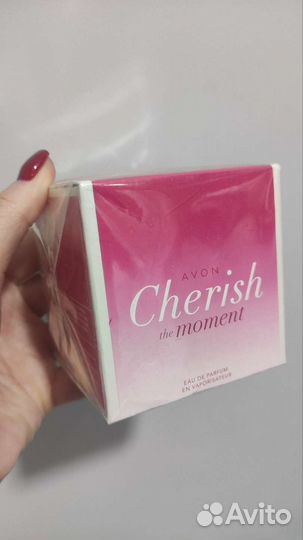 AVON
Cherish
the moment
EAU DE PARFUM
EN VAPORISATEUR
Avito